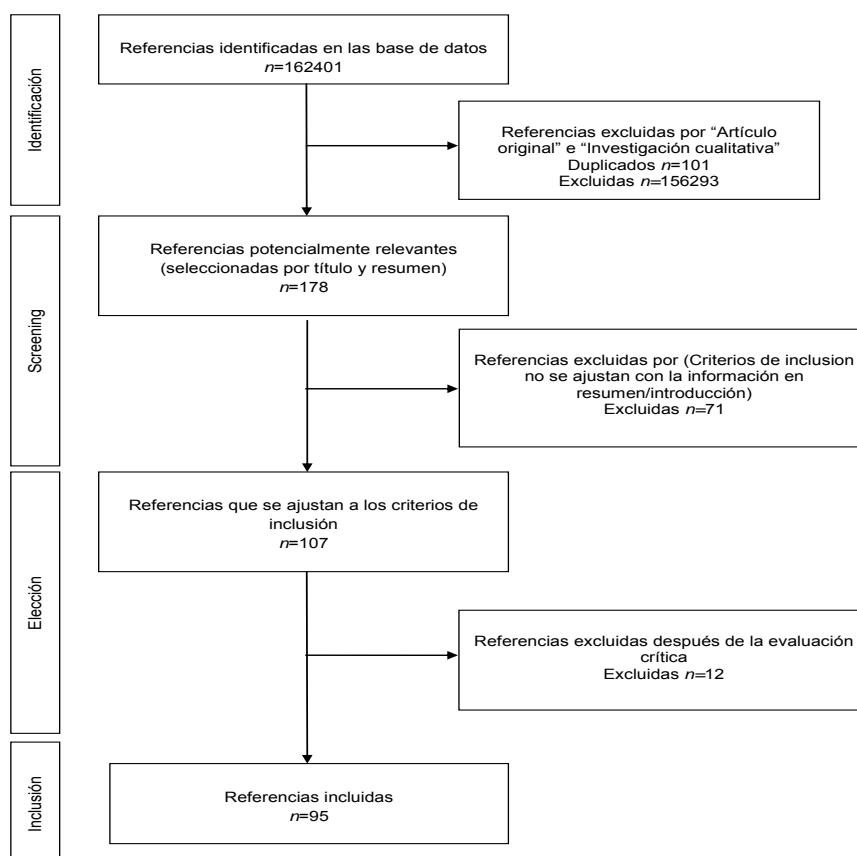 Identificación
Referencias identificadas en las base de datos
n=162401
Referencias excluidas por “Artículo
original” e “Investigación cualitativa”
Duplicados n=101
Excluidas n=156293
Screening
Referencias potencialmente relevantes
(seleccionadas por título y resumen)
n=178
Referencias excluidas por (Criterios de inclusion
no se ajustan con la información en
resumen/introducción)
Excluidas n=71
Elección
Referencias que se ajustan a los criterios de
inclusión
n=107
Referencias excluidas después de la evaluación
crítica
Excluidas n=12
Inclusión
Referencias incluidas
n=95